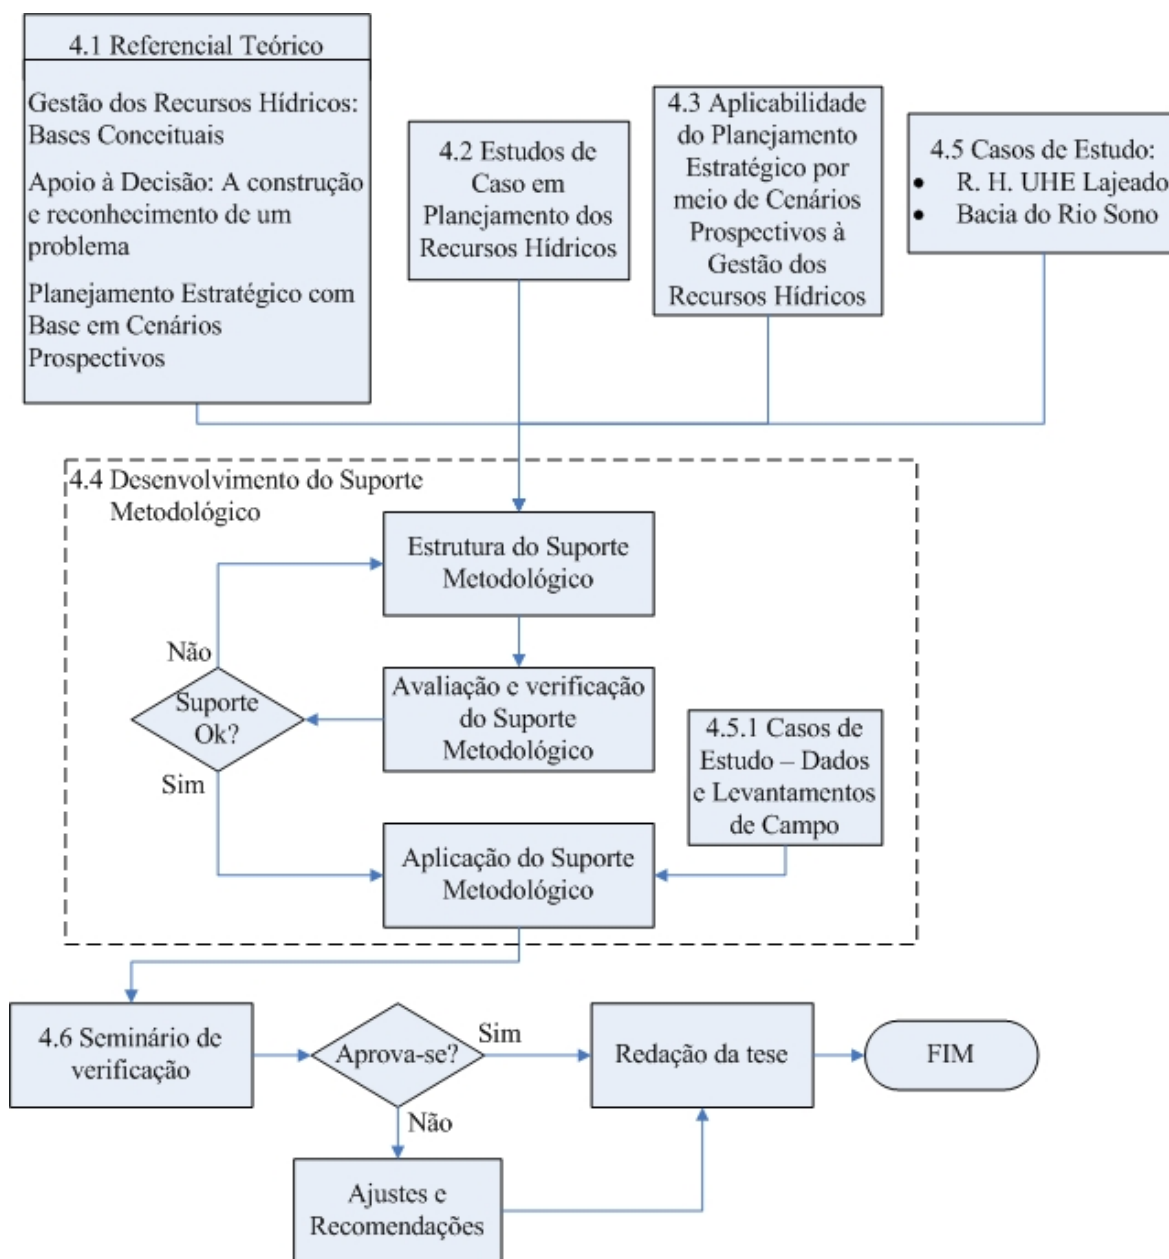 4.1 Referencial Teórico
Gestão dos Recursos Hídricos:
Bases Conceituais
Apoio à Decisão: A construção
e reconhecimento de um
problema
Planejamento Estratégico com
Base em Cenários
Prospectivos
4.2 Estudos de
Caso em
Planejamento dos
Recursos Hídricos
4.3 Aplicabilidade
do Planejamento
Estratégico por
meio de Cenários
Prospectivos à
Gestão dos
Recursos Hídricos
4.5 Casos de Estudo:
• R. H. UHE Lajeado
• Bacia do Rio Sono
4.4 Desenvolvimento do Suporte
Metodológico
Estrutura do Suporte
Metodológico
Não
Avaliação e verificação
do Suporte
Metodológico
Suporte
Ok?
Sim
4.5.1 Casos de
Estudo – Dados
e Levantamentos
de Campo
Aplicação do Suporte
Metodológico
4.6 Seminário de
verificação
Aprova-se?
Sim
Redação da tese
FIM
Não
Ajustes e
Recomendações